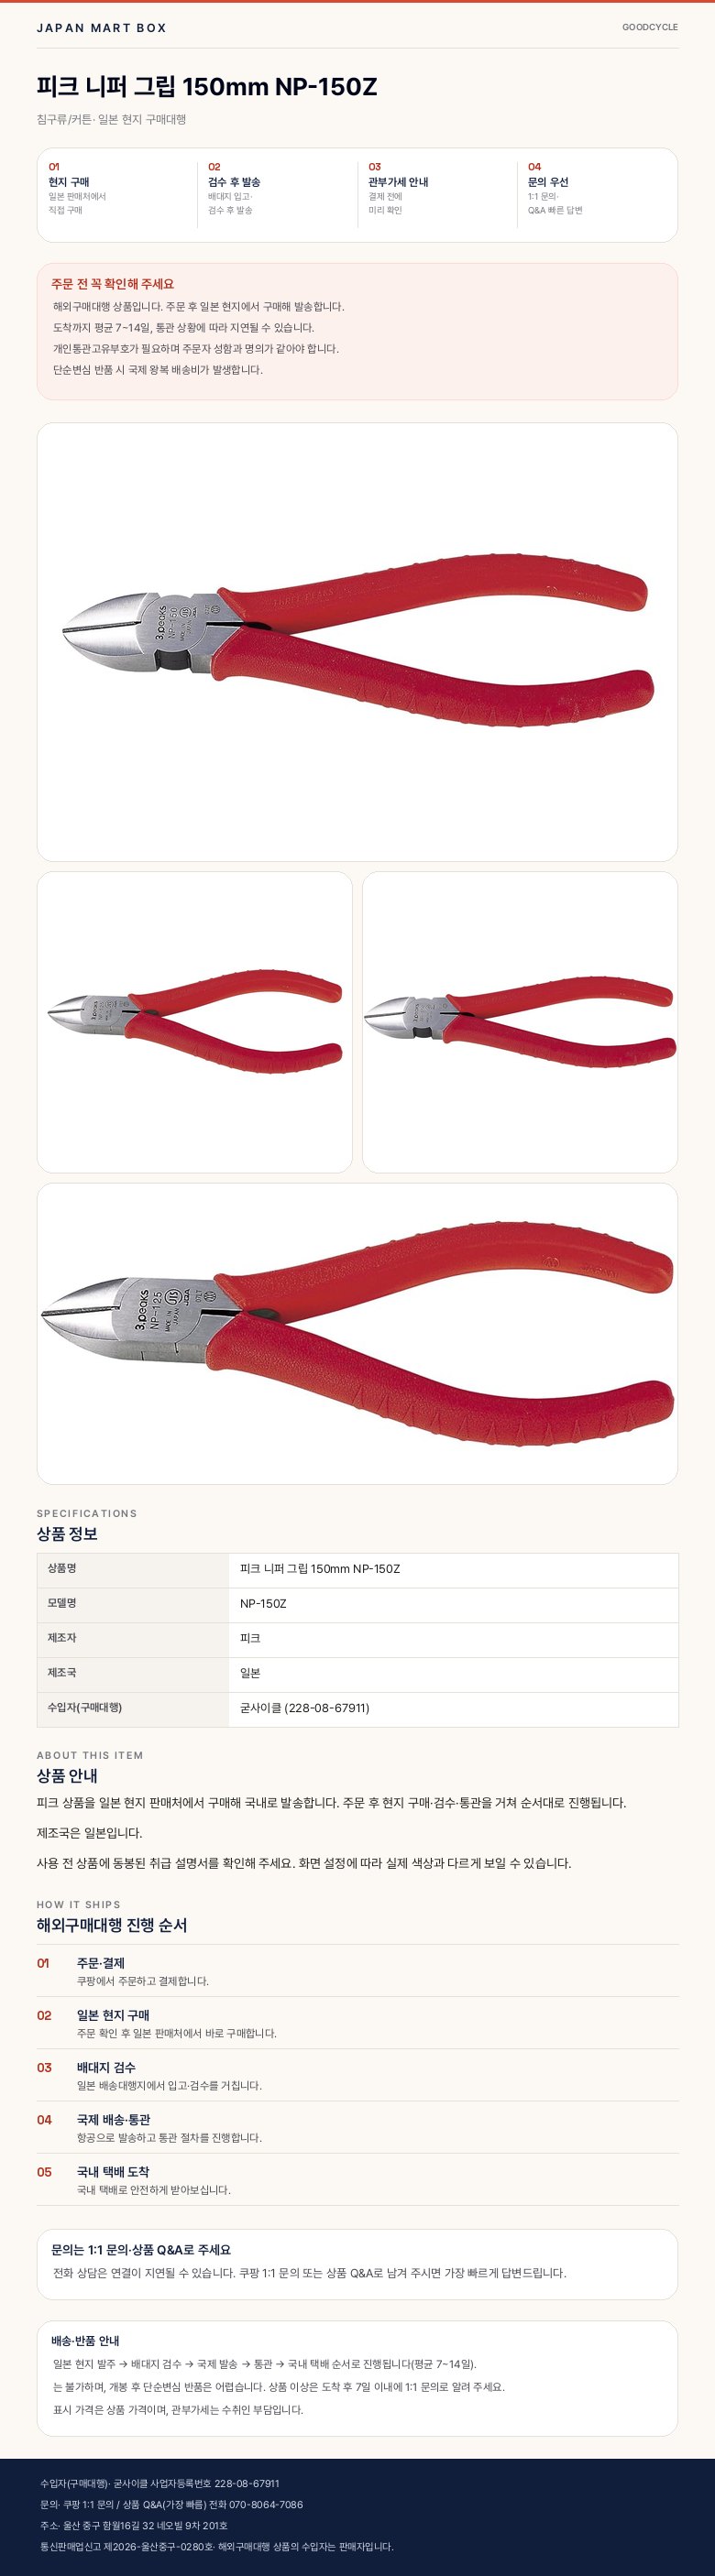 JAPAN MART BOX
GOODCYCLE
피크 니퍼 그립 150mm NP-150Z
침구류/커튼· 일본 현지 구매대행
01
현지 구매
일본 판매처에서
직접 구매
02
검수 후 발송
배대지 입고·
검수 후 발송
03
관부가세 안내
결제 전에
미리 확인
04
문의 우선
1:1 문의·
Q&A 빠른 답변
주문 전 꼭 확인해 주세요
해외구매대행 상품입니다. 주문 후 일본 현지에서 구매해 발송합니다.
도착까지 평균 7~14일, 통관 상황에 따라 지연될 수 있습니다.
개인통관고유부호가 필요하며 주문자 성함과 명의가 같아야 합니다.
단순변심 반품 시 국제 왕복 배송비가 발생합니다.
3.peaks
NP-150
MADE IN
JAPAN
3.peaks
NP-125
MADE IN
JAPAN
JIS
JQA
SPECIFICATIONS
상품 정보
상품명
피크 니퍼 그립 150mm NP-150Z
모델명
NP-150Z
제조자
피크
제조국
일본
수입자(구매대행)
굳사이클 (228-08-67911)
ABOUT THIS ITEM
상품 안내
피크 상품을 일본 현지 판매처에서 구매해 국내로 발송합니다. 주문 후 현지 구매·검수·통관을 거쳐 순서대로 진행됩니다.
제조국은 일본입니다.
사용 전 상품에 동봉된 취급 설명서를 확인해 주세요. 화면 설정에 따라 실제 색상과 다르게 보일 수 있습니다.
HOW IT SHIPS
해외구매대행 진행 순서
01
주문·결제
쿠팡에서 주문하고 결제합니다.
02
일본 현지 구매
주문 확인 후 일본 판매처에서 바로 구매합니다.
03
배대지 검수
일본 배송대행지에서 입고·검수를 거칩니다.
04
국제 배송·통관
항공으로 발송하고 통관 절차를 진행합니다.
05
국내 택배 도착
국내 택배로 안전하게 받아보십니다.
문의는 1:1 문의·상품 Q&A로 주세요
전화 상담은 연결이 지연될 수 있습니다. 쿠팡 1:1 문의 또는 상품 Q&A로 남겨 주시면 가장 빠르게 답변드립니다.
배송·반품 안내
일본 현지 발주 → 배대지 검수 → 국제 발송 → 통관 → 국내 택배 순서로 진행됩니다(평균 7~14일).
는 불가하며, 개봉 후 단순변심 반품은 어렵습니다. 상품 이상은 도착 후 7일 이내에 1:1 문의로 알려 주세요.
표시 가격은 상품 가격이며, 관부가세는 수취인 부담입니다.
수입자(구매대행)· 굳사이클 사업자등록번호 228-08-67911
문의· 쿠팡 1:1 문의 / 상품 Q&A(가장 빠름) 전화 070-8064-7086
주소· 울산 중구 함월16길 32 네오빌 9차 201호
통신판매업신고 제2026-울산중구-0280호· 해외구매대행 상품의 수입자는 판매자입니다.